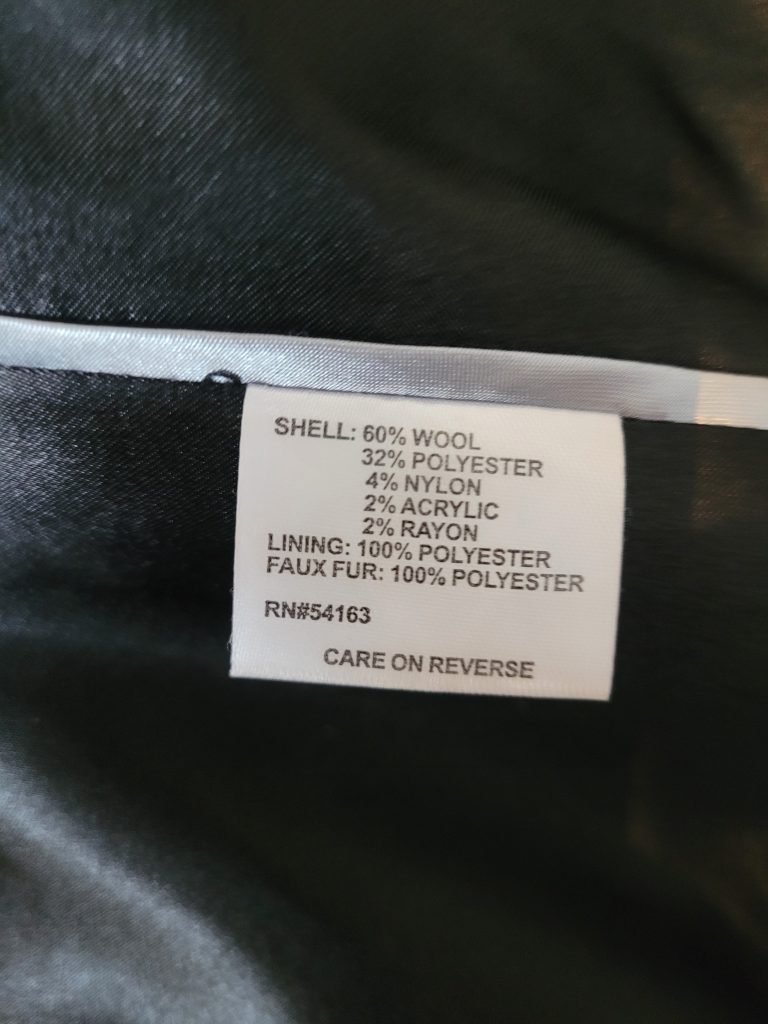 SHELL: 60% WOOL
32% POLYESTER
4% NYLON
2% ACRYLIC
2% RAYON
LINING: 100% POLYESTER
FAUX FUR: 100% POLYESTER
RN#54163
CARE ON REVERSE